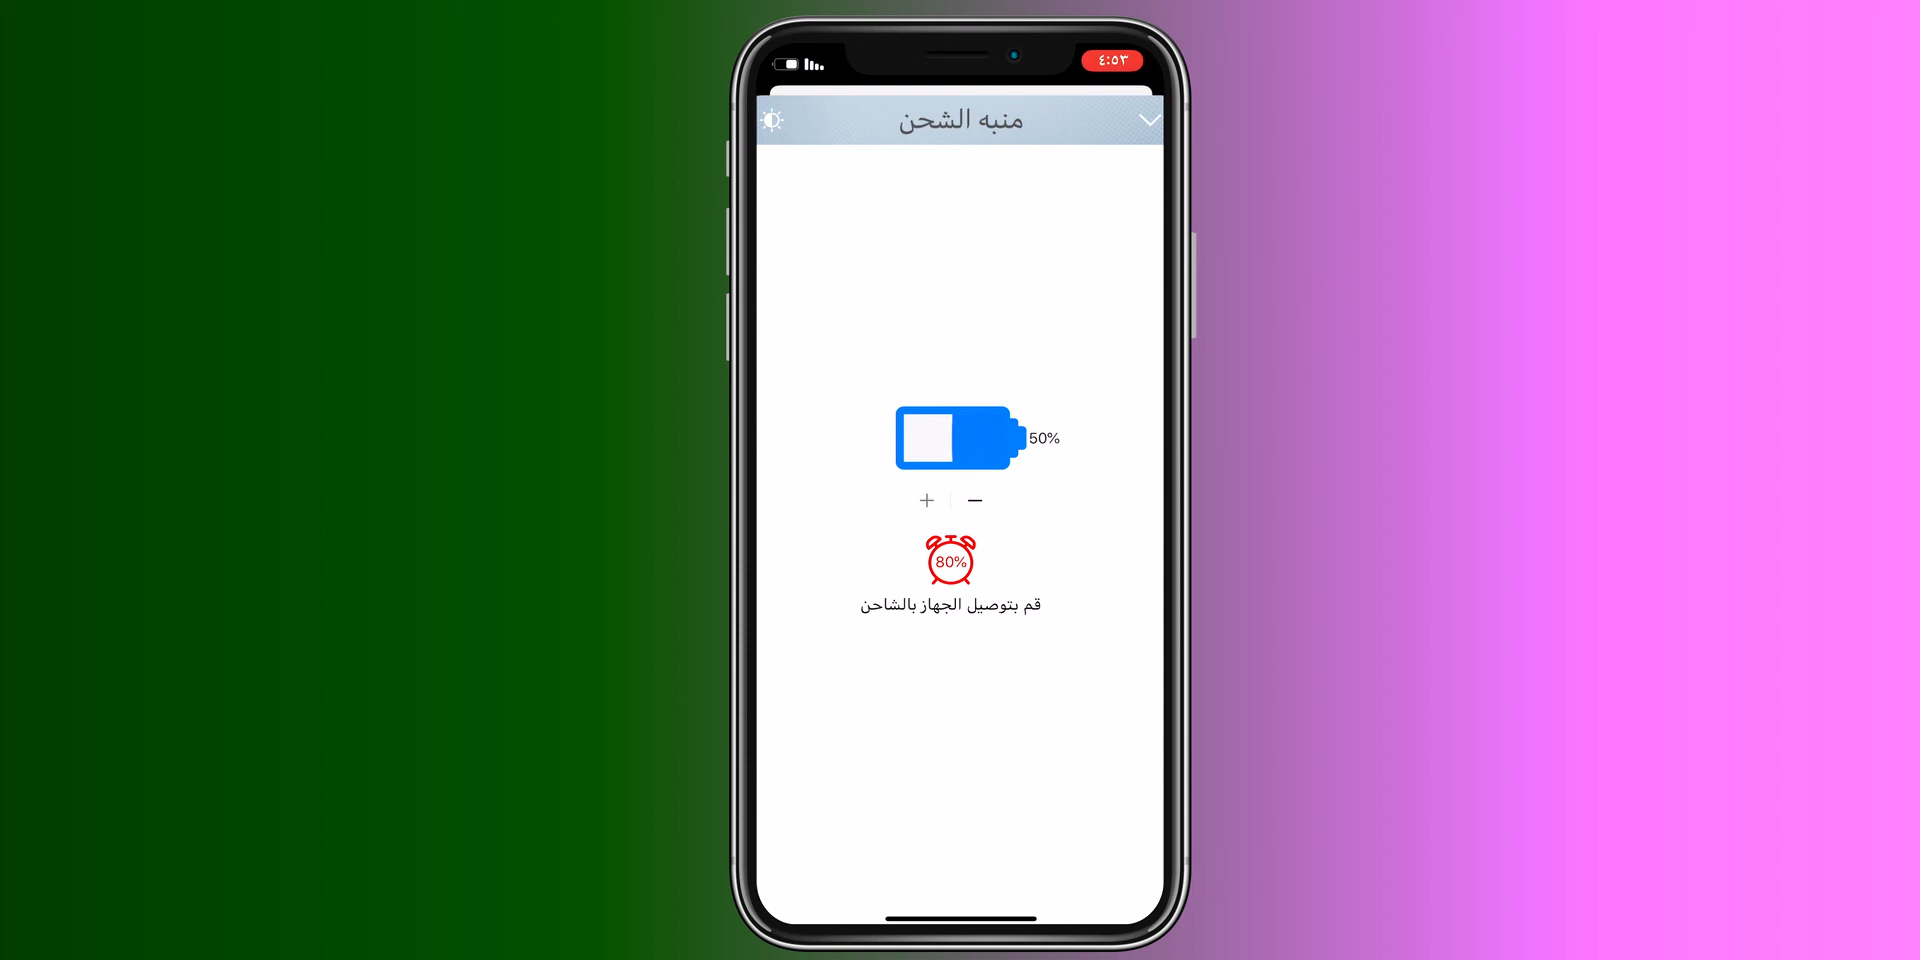 ٤:٥٣
منبه الشحن
50%
+ −
80%
قم بتوصيل الجهاز بالشاحن